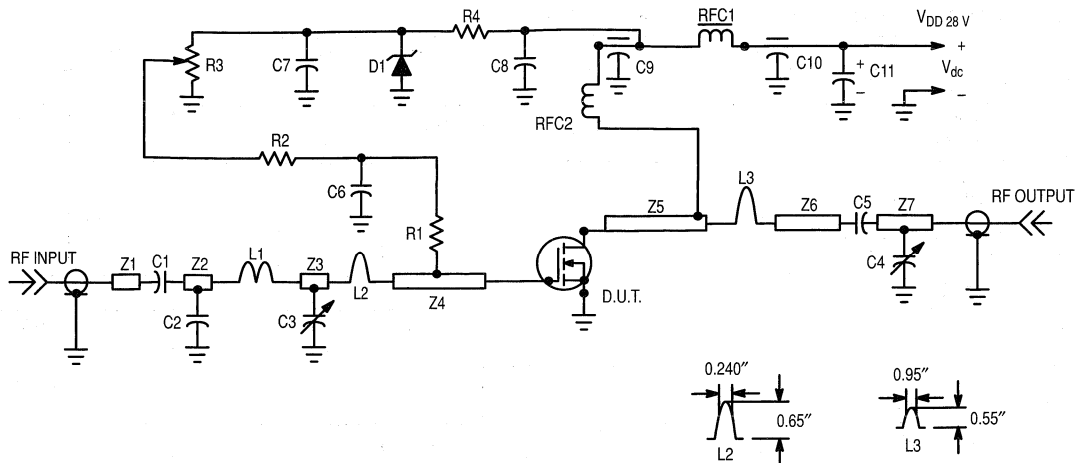 RFC1
V_DD 28 V
R4
+
R3
C7
D1
C8
C9
C10
+
C11
V_dc
–
–
RFC2
R2
C6
L3
RF OUTPUT
Z5
Z6
C5
Z7
R1
C4
RF INPUT
Z1
C1
Z2
L1
Z3
L2
Z4
D.U.T.
C2
C3
0.240″
0.65″
L2
0.95″
0.55″
L3